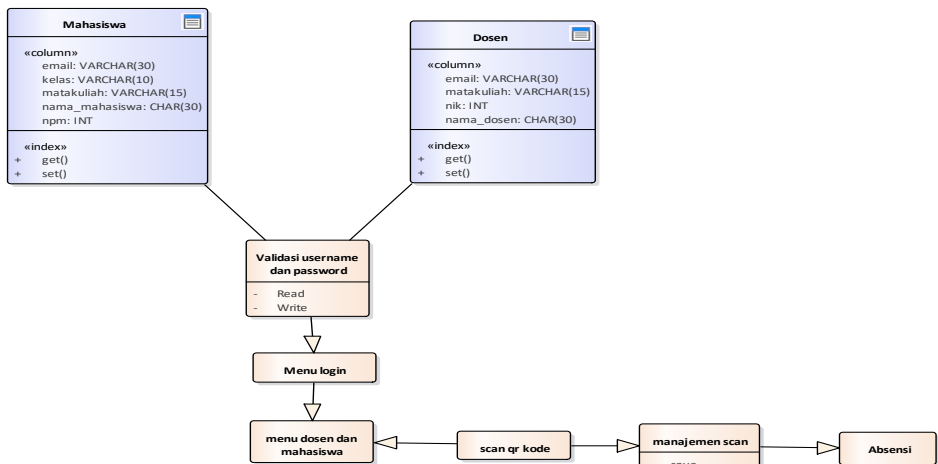 Mahasiswa
«column»
email: VARCHAR(30)
kelas: VARCHAR(10)
matakuliah: VARCHAR(15)
nama_mahasiswa: CHAR(30)
npm: INT
«index»
+ get()
+ set()
Dosen
«column»
email: VARCHAR(30)
matakuliah: VARCHAR(15)
nik: INT
nama_dosen: CHAR(30)
«index»
+ get()
+ set()
Validasi username
dan password
- Read
- Write
Menu login
menu dosen dan
mahasiswa
scan qr kode
manajemen scan
Absensi